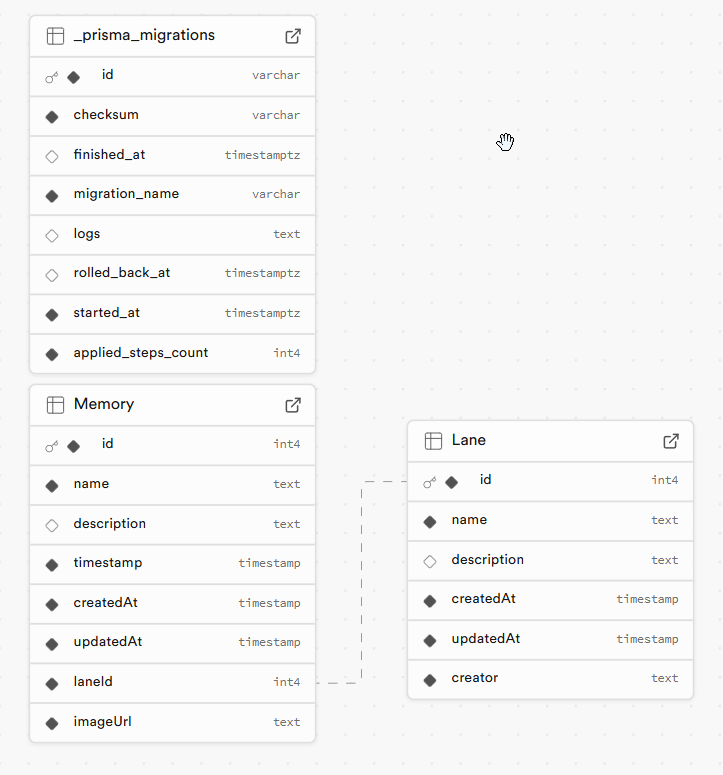 _prisma_migrations
id varchar
checksum varchar
finished_at timestamptz
migration_name varchar
logs text
rolled_back_at timestamptz
started_at timestamptz
applied_steps_count int4
Memory
id int4
name text
description text
timestamp timestamp
createdAt timestamp
updatedAt timestamp
laneId int4
imageUrl text
Lane
id int4
name text
description text
createdAt timestamp
updatedAt timestamp
creator text